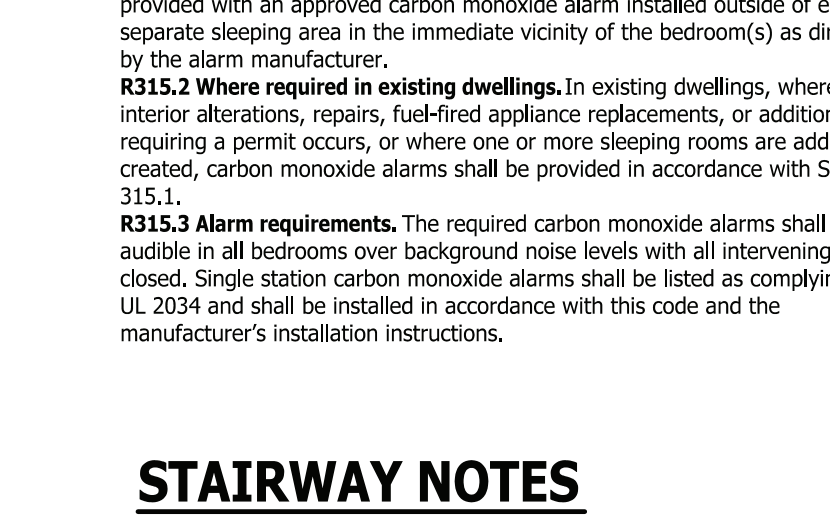 provided with an approved carbon monoxide alarm installed outside of
separate sleeping area in the immediate vicinity of the bedroom(s) as
by the alarm manufacturer.
R315.2 Where required in existing dwellings. In existing dwellings, where
interior alterations, repairs, fuel-fired appliance replacements, or
requiring a permit occurs, or where one or more sleeping rooms are
created, carbon monoxide alarms shall be provided in accordance with
315.1.
R315.3 Alarm requirements. The required carbon monoxide alarms shall
audible in all bedrooms over background noise levels with all intervening
closed. Single station carbon monoxide alarms shall be listed as
UL 2034 and shall be installed in accordance with this code and the
manufacturer's installation instructions.
STAIRWAY NOTES